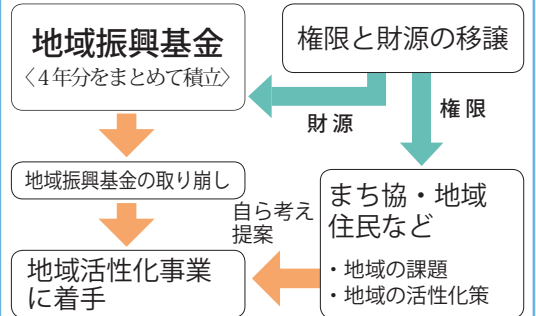 地域振興基金
〈4年分をまとめて積立〉
権限と財源の移譲
財源
権限
地域振興基金の取り崩し
自ら考え
提案
まち協・地域
住民など
・地域の課題
・地域の活性化策
地域活性化事業
に着手